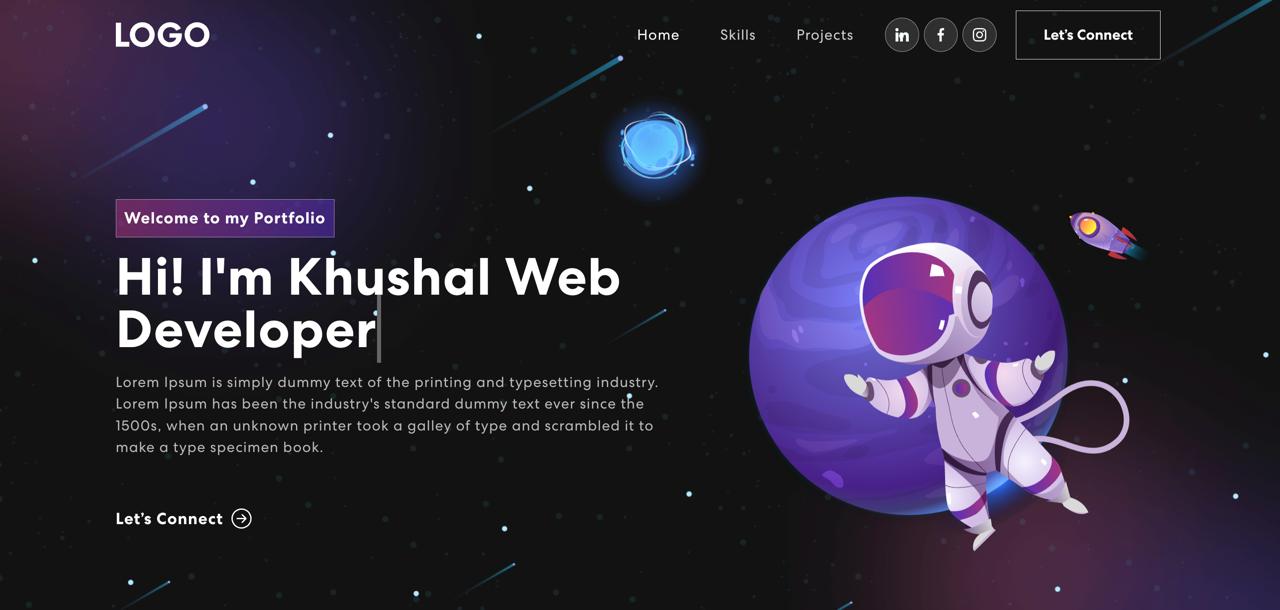 LOGO
Home Skills Projects in f Let's Connect
Welcome to my Portfolio
Hi! I'm Khushal Web
Developer
Lorem Ipsum is simply dummy text of the printing and typesetting industry.
Lorem Ipsum has been the industry's standard dummy text ever since the
1500s, when an unknown printer took a galley of type and scrambled it to
make a type specimen book.
Let's Connect